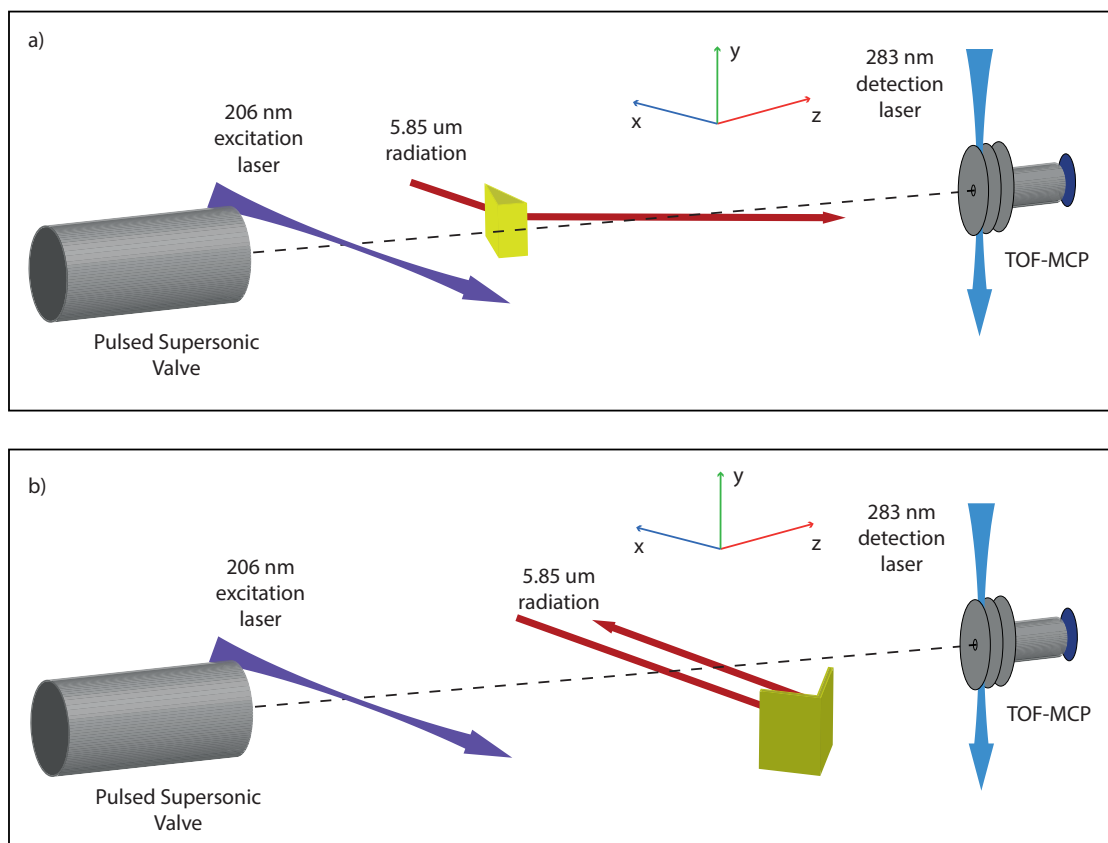 a)
206 nm
excitation
laser
5.85 um
radiation
y
x
z
283 nm
detection
laser
TOF-MCP
Pulsed Supersonic
Valve
b)
206 nm
excitation
laser
5.85 um
radiation
y
x
z
283 nm
detection
laser
TOF-MCP
Pulsed Supersonic
Valve